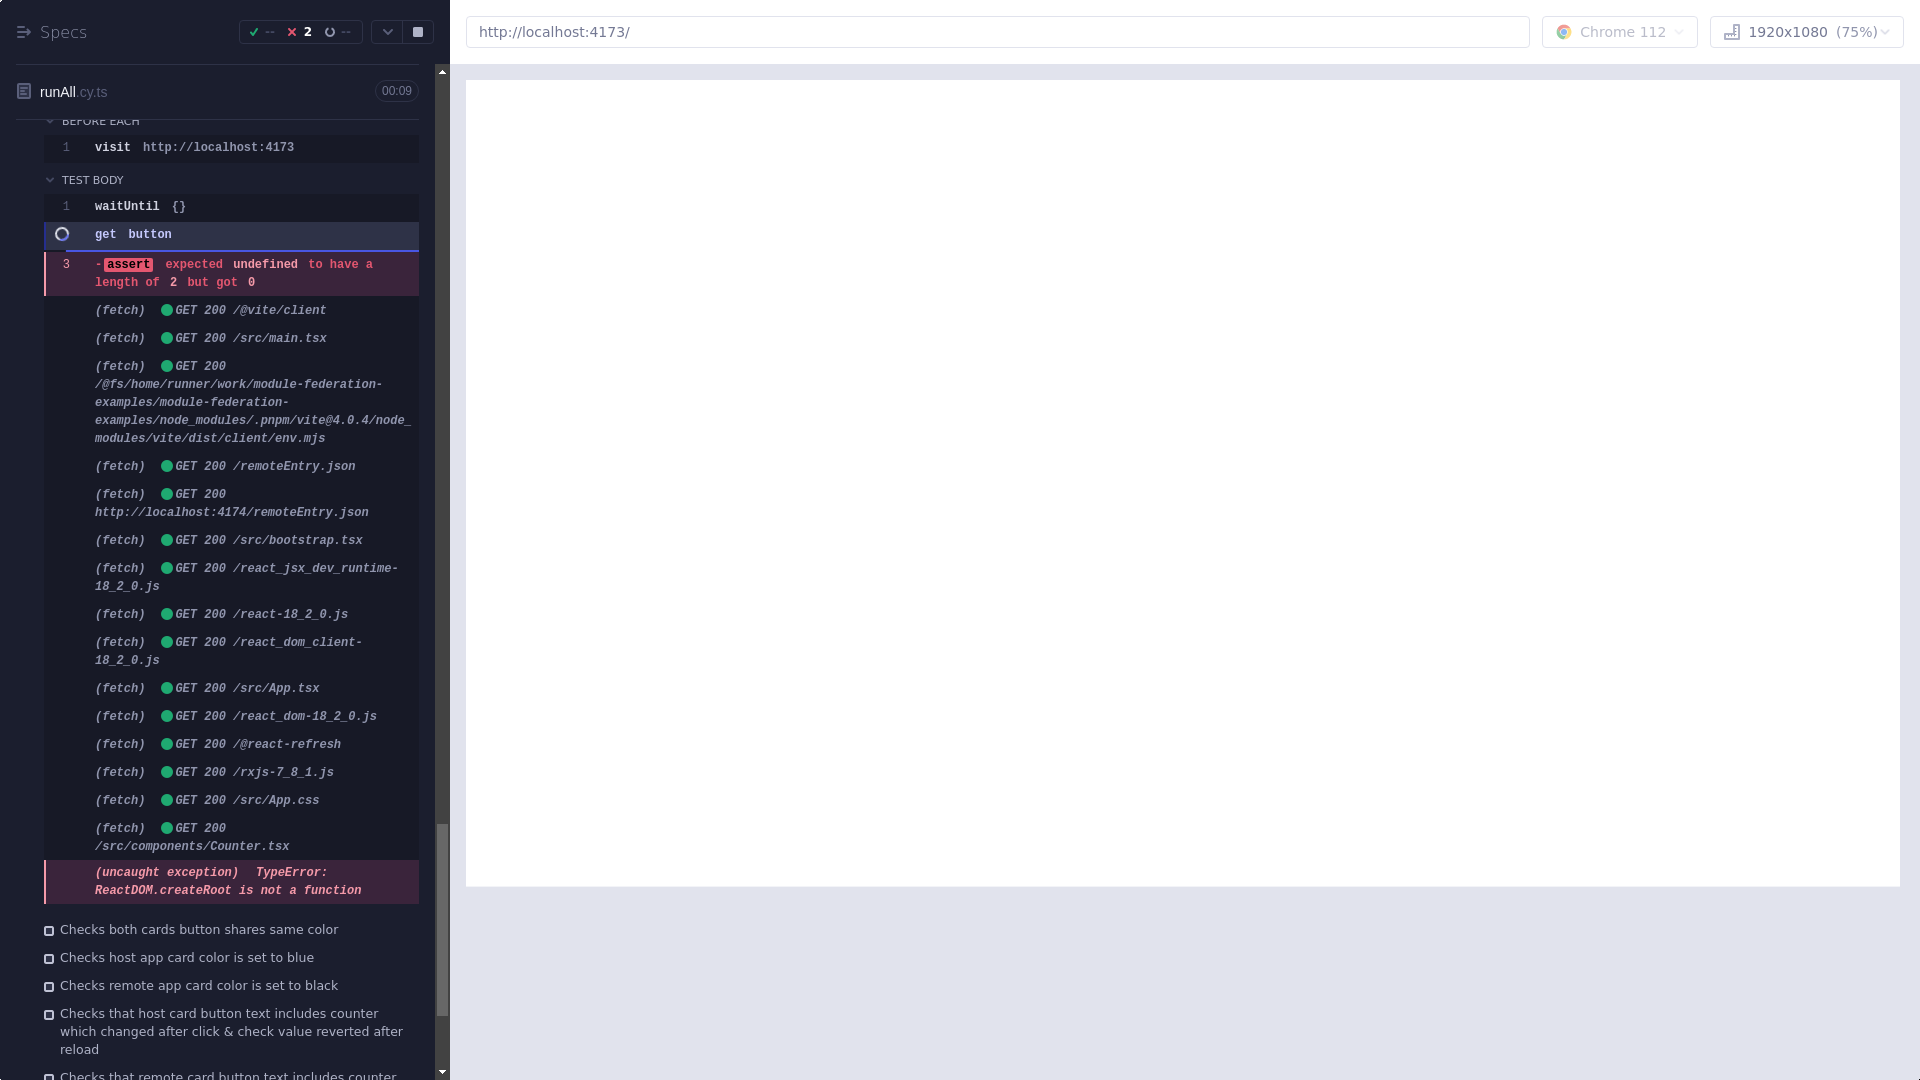 Specs
-- 2 --
http://localhost:4173/
Chrome 112
1920x1080 (75%)
runAll.cy.ts
00:09
BEFORE EACH
1 visit http://localhost:4173
TEST BODY
1 waitUntil {}
get button
3 -assert expected undefined to have a
length of 2 but got 0
(fetch) GET 200 /@vite/client
(fetch) GET 200 /src/main.tsx
(fetch) GET 200
/@fs/home/runner/work/module-federation-
examples/module-federation-
examples/node_modules/.pnpm/vite@4.0.4/node_
modules/vite/dist/client/env.mjs
(fetch) GET 200 /remoteEntry.json
(fetch) GET 200
http://localhost:4174/remoteEntry.json
(fetch) GET 200 /src/bootstrap.tsx
(fetch) GET 200 /react_jsx_dev_runtime-
18_2_0.js
(fetch) GET 200 /react-18_2_0.js
(fetch) GET 200 /react_dom_client-
18_2_0.js
(fetch) GET 200 /src/App.tsx
(fetch) GET 200 /react_dom-18_2_0.js
(fetch) GET 200 /@react-refresh
(fetch) GET 200 /rxjs-7_8_1.js
(fetch) GET 200 /src/App.css
(fetch) GET 200
/src/components/Counter.tsx
(uncaught exception) TypeError:
ReactDOM.createRoot is not a function
Checks both cards button shares same color
Checks host app card color is set to blue
Checks remote app card color is set to black
Checks that host card button text includes counter
which changed after click & check value reverted after
reload
Checks that remote card button text includes counter